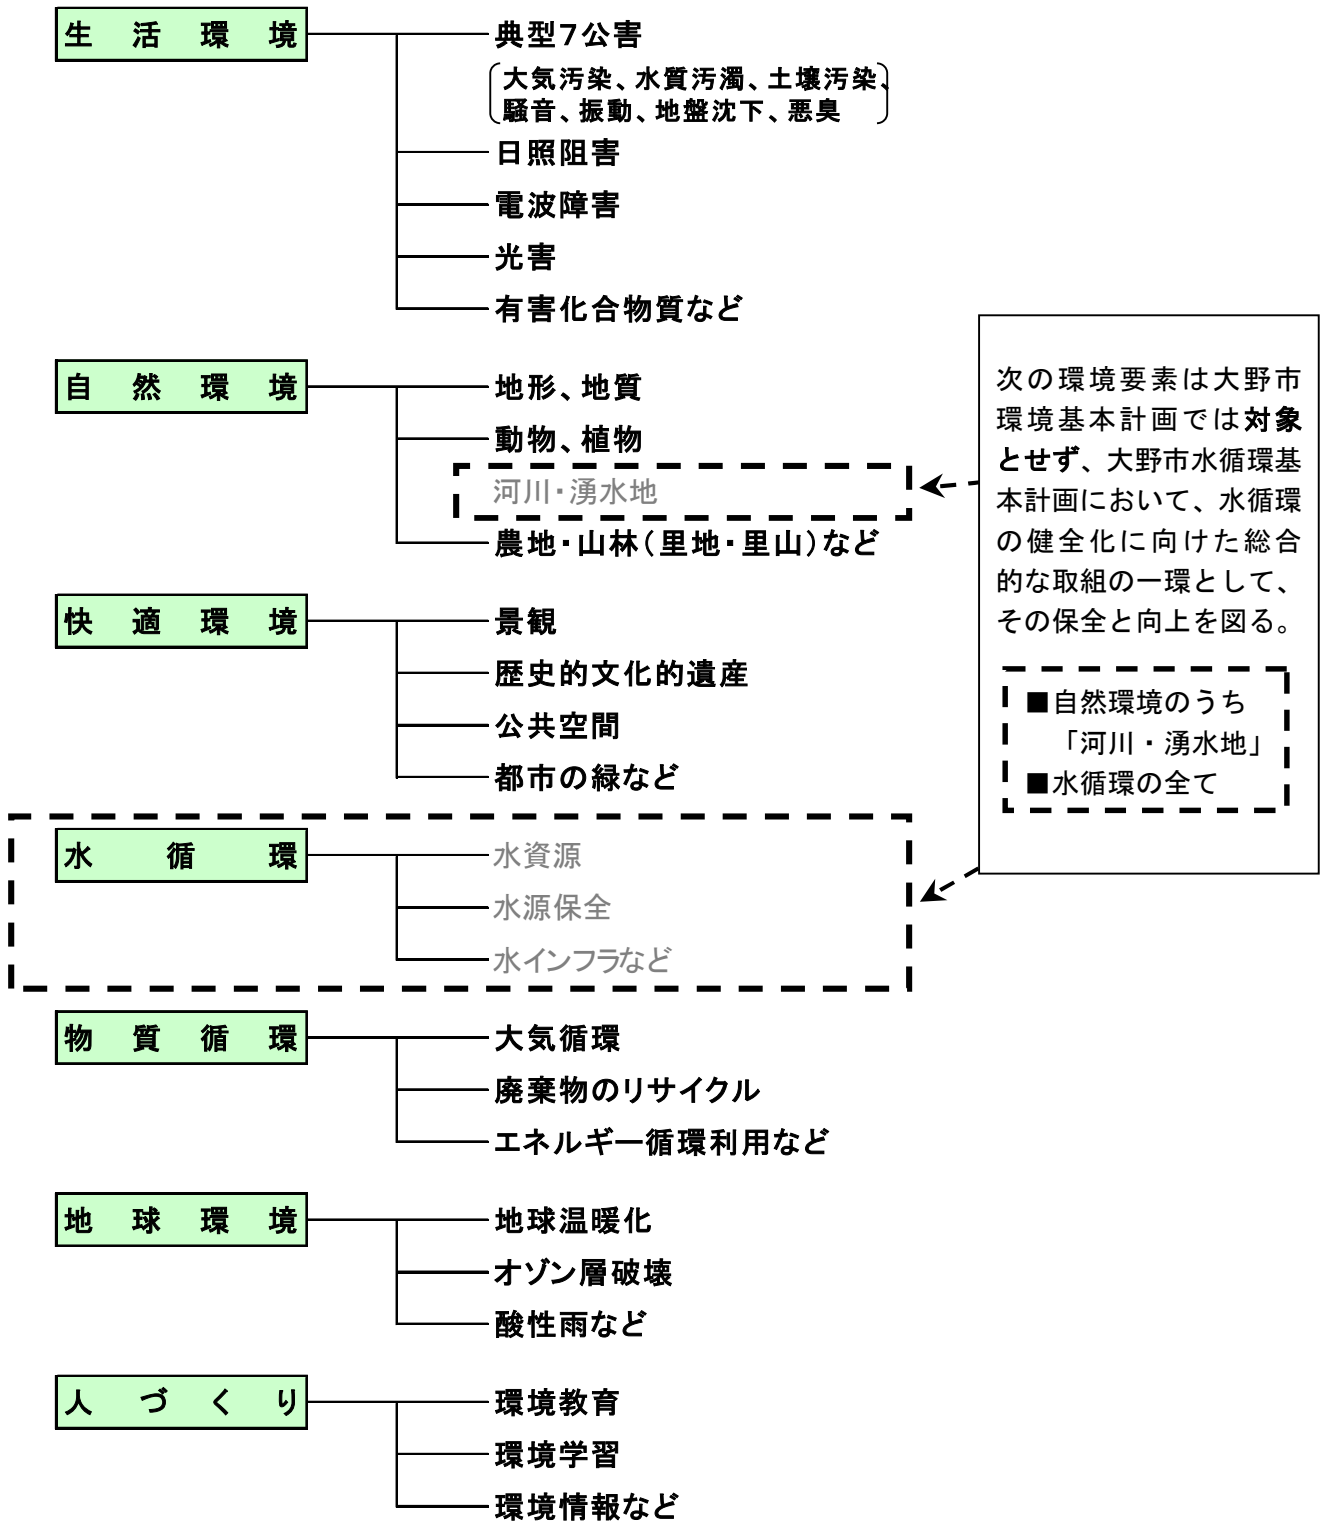 生活環境
典型7公害
大気汚染、水質汚濁、土壌汚染、
騒音、振動、地盤沈下、悪臭
日照阻害
電波障害
光害
有害化合物質など
自然環境
地形、地質
動物、植物
河川・湧水地
農地・山林(里地・里山)など
快適環境
景観
歴史的文化的遺産
公共空間
都市の緑など
水循環
水資源
水源保全
水インフラなど
物質循環
大気循環
廃棄物のリサイクル
エネルギー循環利用など
地球環境
地球温暖化
オゾン層破壊
酸性雨など
人づくり
環境教育
環境学習
環境情報など
次の環境要素は大野市
環境基本計画では対象
とせず、大野市水循環基
本計画において、水循環
の健全化に向けた総合
的な取組の一環として、
その保全と向上を図る。
■自然環境のうち
「河川・湧水地」
■水循環の全て